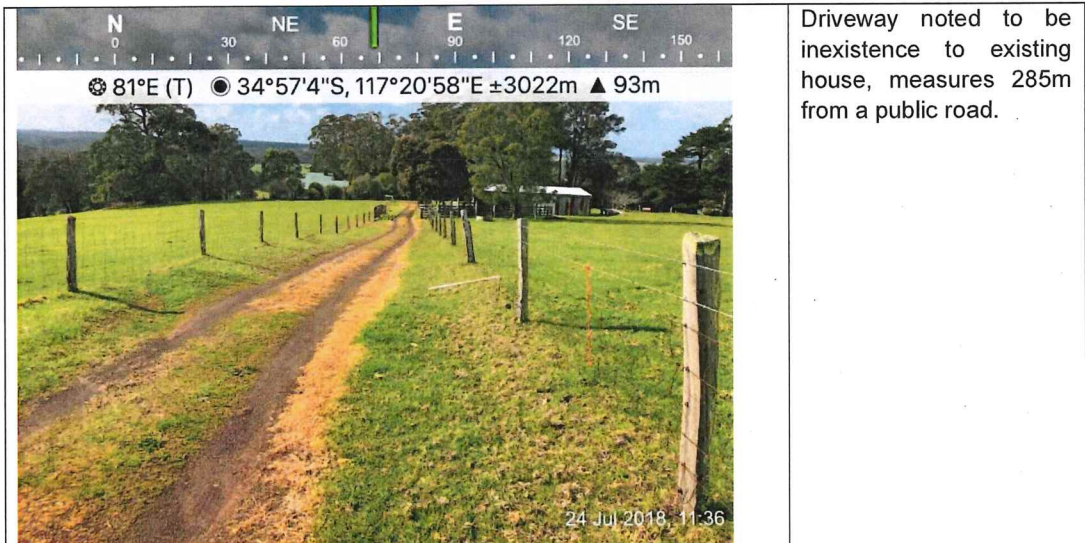 N NE E SE
0 30 60 90 120 150
81°E (T) 34°57'4"S, 117°20'58"E ±3022m ▲ 93m
24 Jul 2018, 11:36
Driveway noted to be
inexistence to existing
house, measures 285m
from a public road.